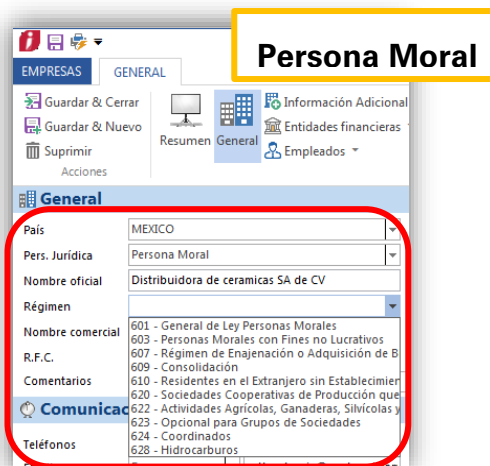 Persona Moral
EMPRESAS GENERAL
Guardar & Cerrar
Guardar & Nuevo
Suprimir
Acciones
Resumen
General
Información Adicional
Entidades financieras
Empleados
General
País MEXICO
Pers. Jurídica Persona Moral
Nombre oficial Distribuidora de ceramicas SA de CV
Régimen
Nombre comercial
R.F.C.
Comentarios
601 - General de Ley Personas Morales
603 - Personas Morales con Fines no Lucrativos
607 - Régimen de Enajenación o Adquisición de B
609 - Consolidación
610 - Residentes en el Extranjero sin Establecimien
620 - Sociedades Cooperativas de Producción que
622 - Actividades Agrícolas, Ganaderas, Silvícolas y
623 - Opcional para Grupos de Sociedades
624 - Coordinados
628 - Hidrocarburos
Comunicac
Teléfonos